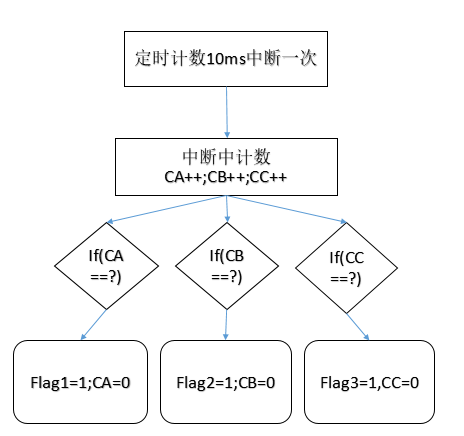 定时计数10ms中断一次
中断中计数
CA++;CB++;CC++
If(CA
==?)
If(CB
==?)
If(CC
==?)
Flag1=1;CA=0
Flag2=1;CB=0
Flag3=1,CC=0